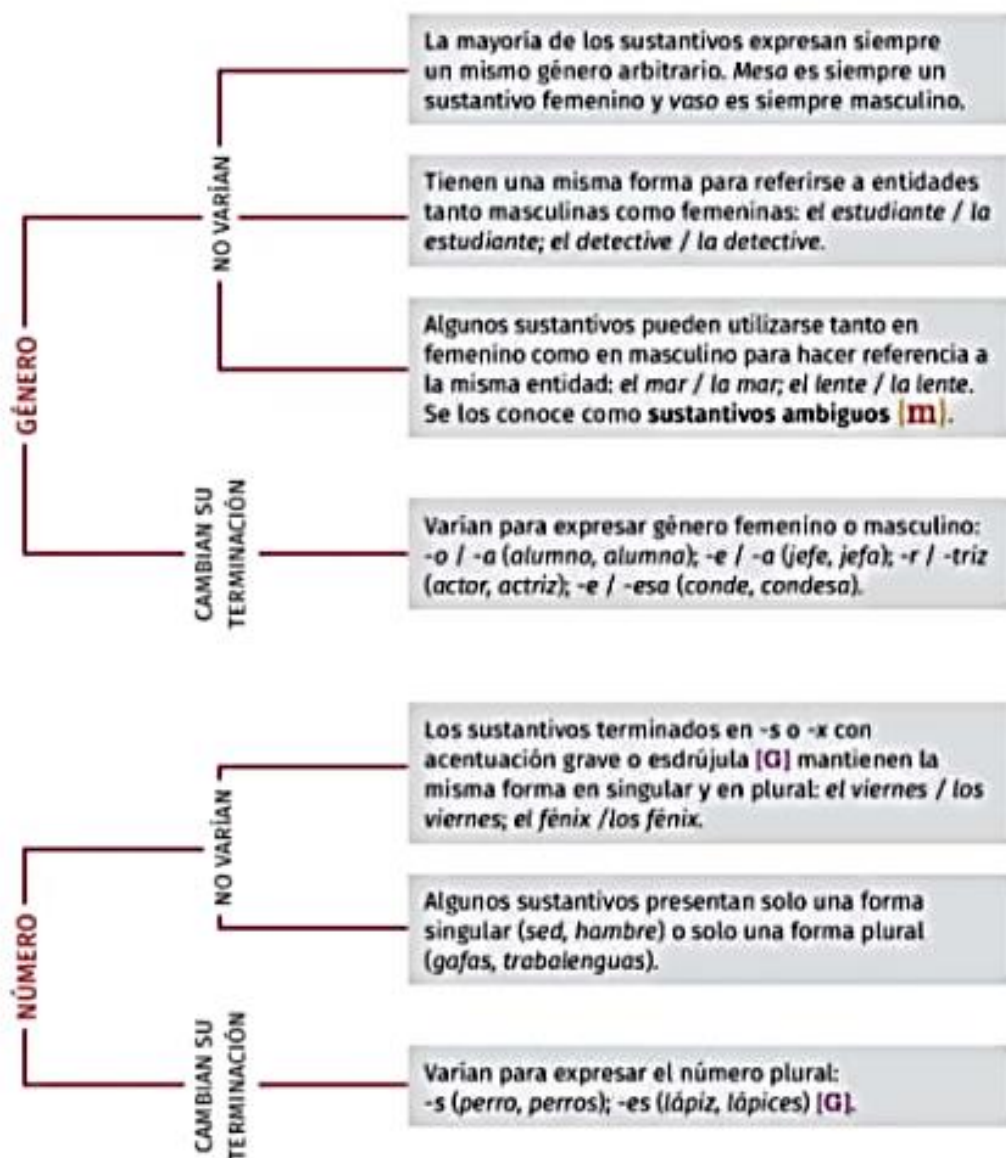 GÉNERO
NO VARÍAN
La mayoría de los sustantivos expresan siempre
un mismo género arbitrario. Mesa es siempre un
sustantivo femenino y vaso es siempre masculino.
Tienen una misma forma para referirse a entidades
tanto masculinas como femeninas: el estudiante / la
estudiante; el detective / la detective.
Algunos sustantivos pueden utilizarse tanto en
femenino como en masculino para hacer referencia a
la misma entidad: el mar / la mar; el lente / la lente.
Se los conoce como sustantivos ambiguos [m].
CAMBIAN SU
TERMINACIÓN
Varían para expresar género femenino o masculino:
-o / -a (alumno, alumna); -e / -a (jefe, jefa); -r / -triz
(actor, actriz); -e / -esa (conde, condesa).
NÚMERO
NO VARÍAN
Los sustantivos terminados en -s o -x con
acentuación grave o esdrújula [G] mantienen la
misma forma en singular y en plural: el viernes / los
viernes; el fénix /los fénix.
Algunos sustantivos presentan solo una forma
singular (sed, hambre) o solo una forma plural
(gafas, trabalenguas).
CAMBIAN SU
TERMINACIÓN
Varían para expresar el número plural:
-s (perro, perros); -es (lápiz, lápices) [G].